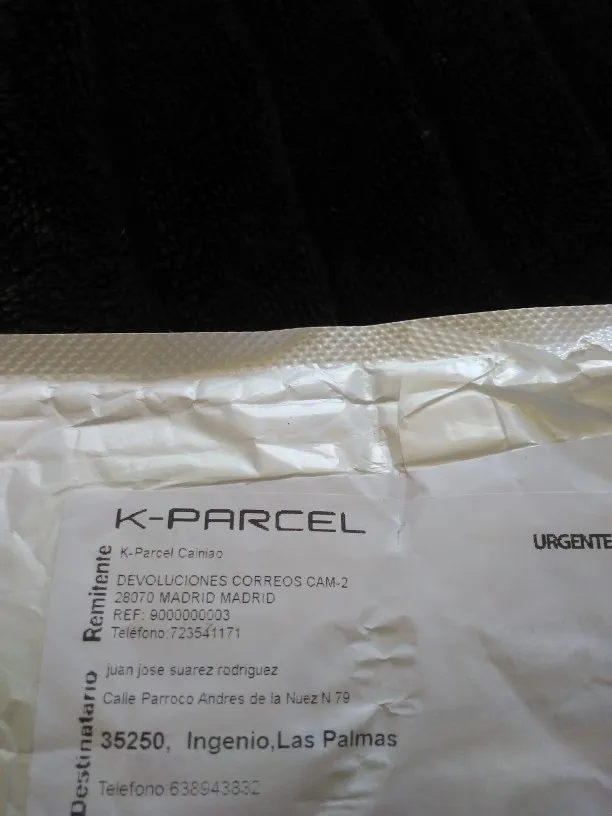 K-PARCEL
URGENTE
Remitente
K-Parcel Cainiao
DEVOLUCIONES CORREOS CAM-2
28070 MADRID MADRID
REF: 9000000003
Teléfono:723541171
Destinatario
juan jose suarez rodriguez
Calle Parroco Andres de la Nuez N 79
35250, Ingenio,Las Palmas
Telefono:638943832